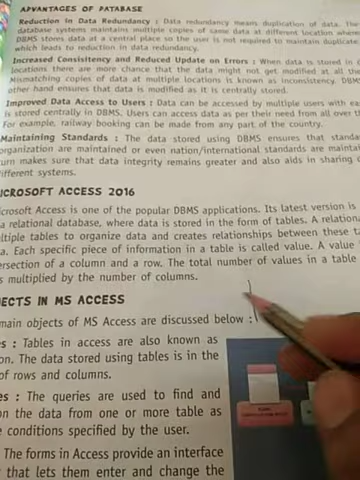 ADVANTAGES OF DATABASE
Reduction in Data Redundancy : Data redundancy means duplication of data. The
database systems maintain multiple copies of same data at different location where
DBMS stores data at a central place so the user is not required to maintain duplicate
which leads to reduction in data redundancy.
Increased Consistency and Reduced Update on Errors : When data is stored in
locations there are more chance that the data might not get modified at all the
Mismatching copies of data at multiple locations is known as inconsistency. DBMS
other hand ensures that data is modified as it is centrally stored.
Improved Data Access to Users : Data can be accessed by multiple users with
is stored centrally in DBMS. Users can access data as per their need from all over
For example, railway booking can be made from any part of the country.
Maintaining Standards : The data stored using DBMS ensures that
organization are maintained or even nation/international standards are
turn makes sure that data integrity remains greater and also aids in sharing
different systems.
MICROSOFT ACCESS 2016
Microsoft Access is one of the popular DBMS applications. Its latest version is
a relational database, where data is stored in the form of tables. A
multiple tables to organize data and creates relationships between these
Each specific piece of information in a table is called value. A value
intersection of a column and a row. The total number of values in a table
multiplied by the number of columns.
OBJECTS IN MS ACCESS
main objects of MS Access are discussed below :
Tables in access are also known as
The data stored using tables is in the
of rows and columns.
The queries are used to find and
the data from one or more table as
conditions specified by the user.
The forms in Access provide an interface
that lets them enter and change the